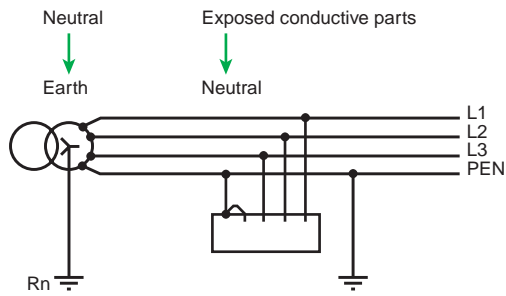 Neutral
Exposed conductive parts
Earth
Neutral
L1
L2
L3
PEN
Rn